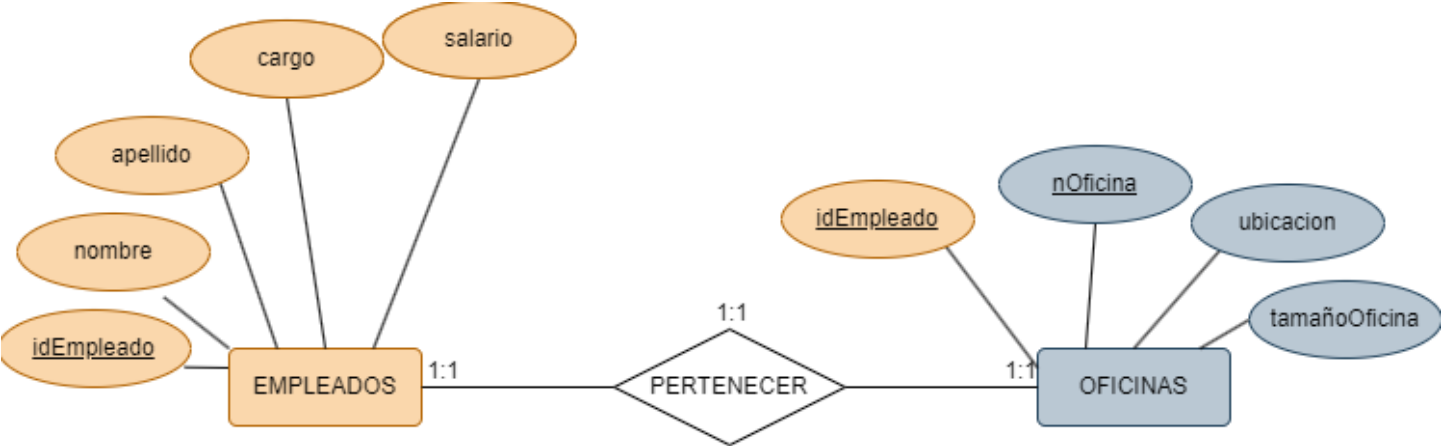 salario
cargo
apellido
nOficina
idEmpleado
ubicacion
nombre
1:1
tamañoOficina
idEmpleado
EMPLEADOS
1:1
PERTENECER
1:1
OFICINAS